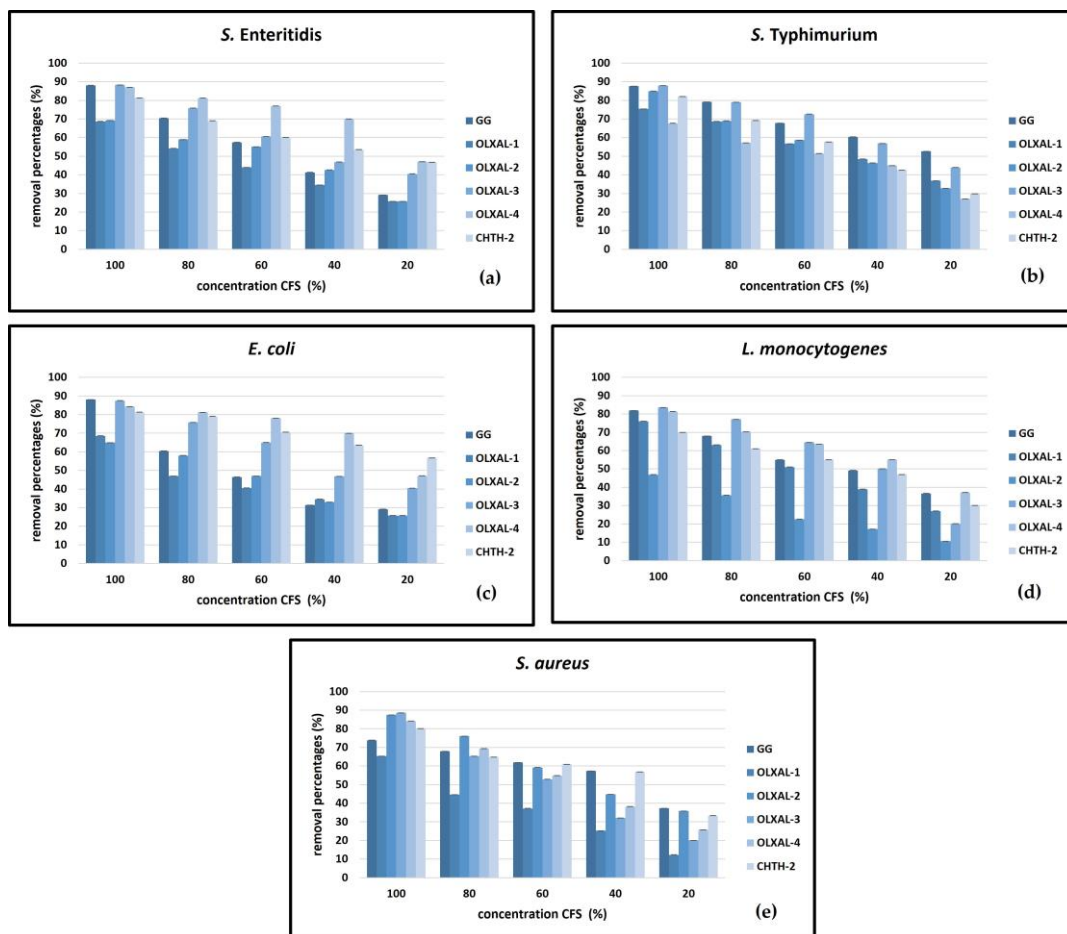 S. Enteritidis
removal percentages (%)
100
90
80
70
60
50
40
30
20
10
0
100 80 60 40 20
concentration CFS (%)
GG
OLXAL-1
OLXAL-2
OLXAL-3
OLXAL-4
CHTH-2
(a)
S. Typhimurium
removal percentages (%)
100
90
80
70
60
50
40
30
20
10
0
100 80 60 40 20
concentration CFS (%)
GG
OLXAL-1
OLXAL-2
OLXAL-3
OLXAL-4
CHTH-2
(b)
E. coli
removal percentages (%)
100
90
80
70
60
50
40
30
20
10
0
100 80 60 40 20
concentration CFS (%)
GG
OLXAL-1
OLXAL-2
OLXAL-3
OLXAL-4
CHTH-2
(c)
L. monocytogenes
removal percentages (%)
100
90
80
70
60
50
40
30
20
10
0
100 80 60 40 20
concentration CFS (%)
GG
OLXAL-1
OLXAL-2
OLXAL-3
OLXAL-4
CHTH-2
(d)
S. aureus
removal percentages (%)
100
90
80
70
60
50
40
30
20
10
0
100 80 60 40 20
concentration CFS (%)
GG
OLXAL-1
OLXAL-2
OLXAL-3
OLXAL-4
CHTH-2
(e)